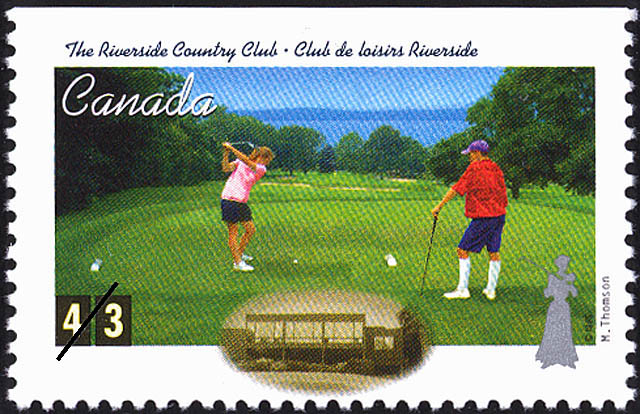 The Riverside Country Club · Club de loisirs Riverside
Canada
43
M. Thomson